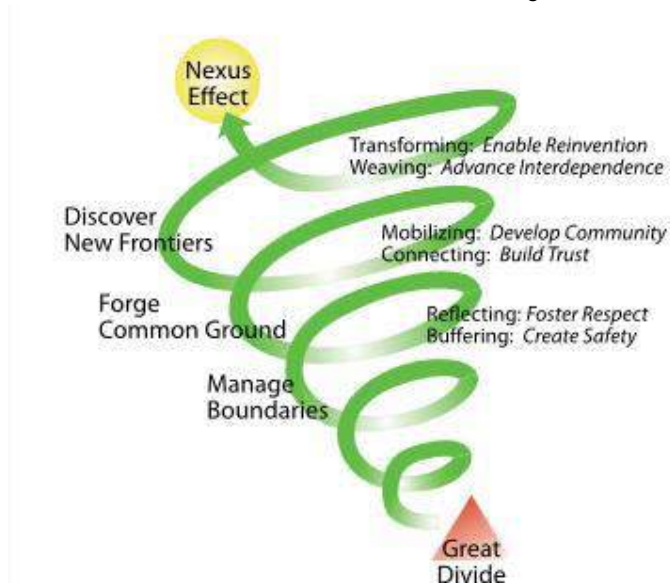 Nexus
Effect
Transforming: Enable Reinvention
Weaving: Advance Interdependence
Discover
New Frontiers
Mobilizing: Develop Community
Connecting: Build Trust
Forge
Common Ground
Reflecting: Foster Respect
Buffering: Create Safety
Manage
Boundaries
Great
Divide